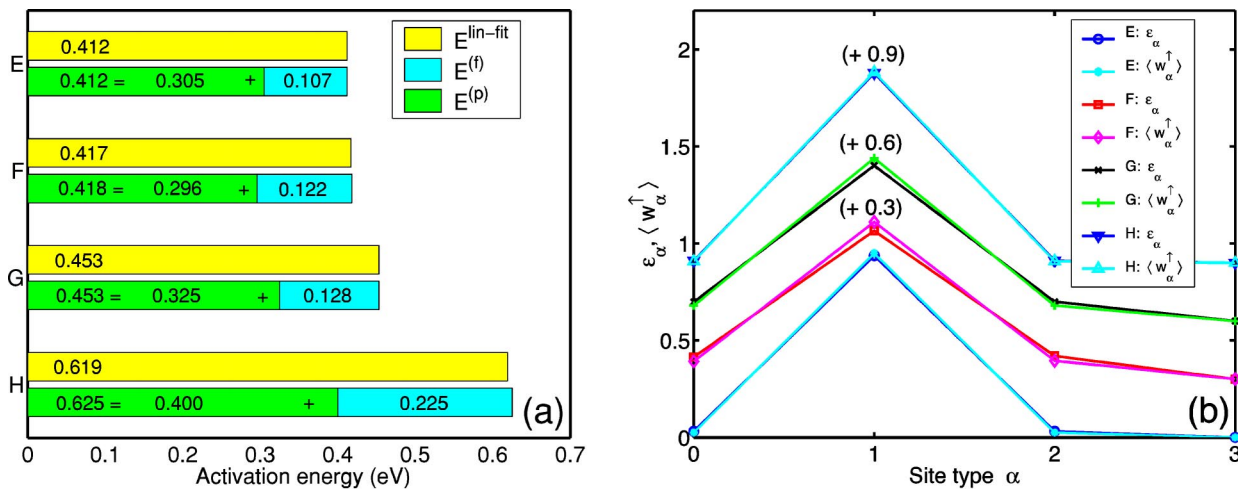 E
0.412
0.412 = 0.305 + 0.107
F
0.417
0.418 = 0.296 + 0.122
G
0.453
0.453 = 0.325 + 0.128
H
0.619
0.625 = 0.400 + 0.225
E^lin−fit
E^(f)
E^(p)
(a)
0 0.1 0.2 0.3 0.4 0.5 0.6 0.7
Activation energy (eV)
ε_α, ⟨w_α^↑⟩
2
1.5
1
0.5
0
(+ 0.9)
(+ 0.6)
(+ 0.3)
E: ε_α
E: ⟨w_α^↑⟩
F: ε_α
F: ⟨w_α^↑⟩
G: ε_α
G: ⟨w_α^↑⟩
H: ε_α
H: ⟨w_α^↑⟩
(b)
0 1 2 3
Site type α